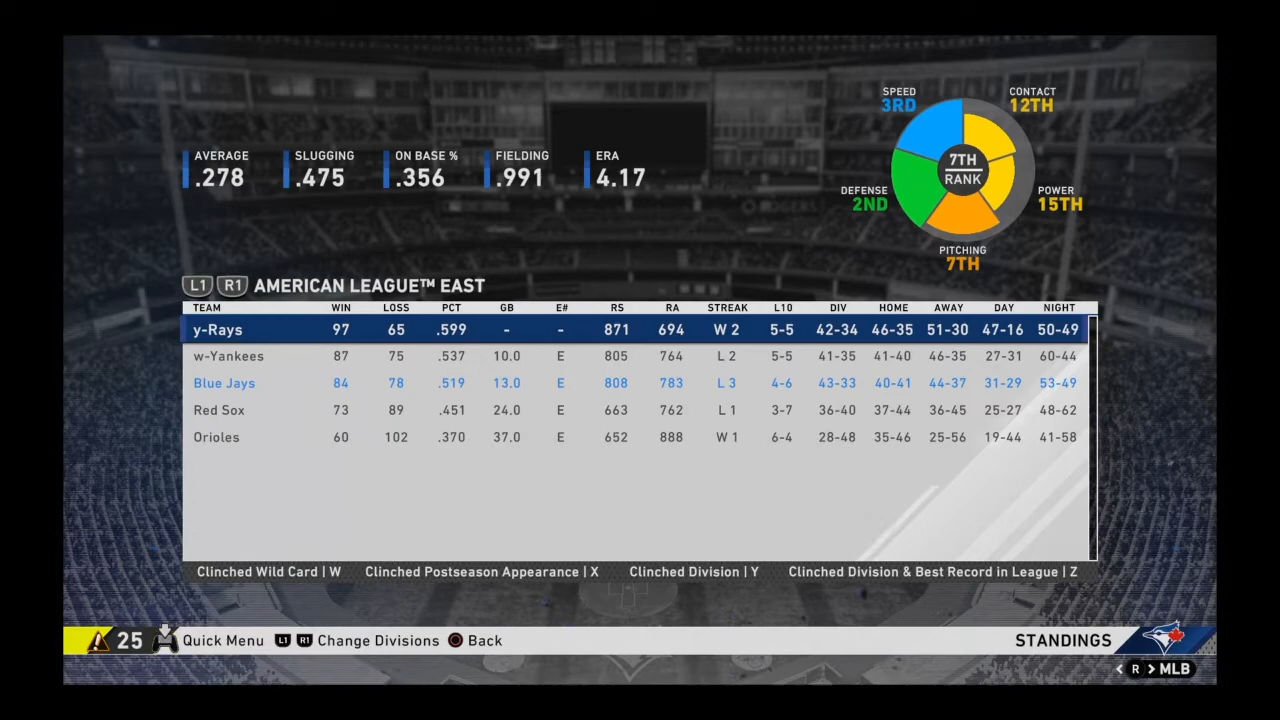 SPEED
3RD
CONTACT
12TH
AVERAGE
.278
SLUGGING
.475
ON BASE %
.356
FIELDING
.991
ERA
4.17
7TH
RANK
DEFENSE
2ND
POWER
15TH
PITCHING
7TH
ROGERS
L1 R1 AMERICAN LEAGUE™ EAST
TEAM WIN LOSS PCT GB E# RS RA STREAK L10 DIV HOME AWAY DAY NIGHT
y-Rays 97 65 .599 - - 871 694 W 2 5-5 42-34 46-35 51-30 47-16 50-49
w-Yankees 87 75 .537 10.0 E 805 764 L 2 5-5 41-35 41-40 46-35 27-31 60-44
Blue Jays 84 78 .519 13.0 E 808 783 L 3 4-6 43-33 40-41 44-37 31-29 53-49
Red Sox 73 89 .451 24.0 E 663 762 L 1 3-7 36-40 37-44 36-45 25-27 48-62
Orioles 60 102 .370 37.0 E 652 888 W 1 6-4 28-48 35-46 25-56 19-44 41-58
Clinched Wild Card | W Clinched Postseason Appearance | X Clinched Division | Y Clinched Division & Best Record in League | Z
25 Quick Menu L1 R1 Change Divisions Back STANDINGS
< R > MLB